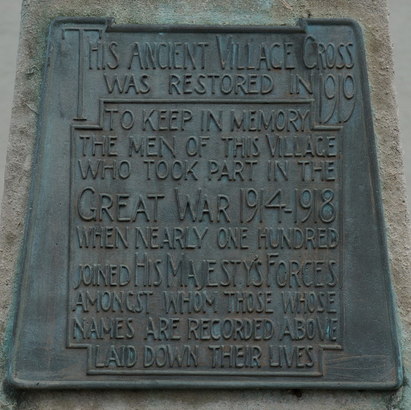 THIS ANCIENT VILLAGE CROSS
WAS RESTORED IN 1919
TO KEEP IN MEMORY
THE MEN OF THIS VILLAGE
WHO TOOK PART IN THE
GREAT WAR 1914-1918
WHEN NEARLY ONE HUNDRED
JOINED HIS MAJESTY'S FORCES
AMONGST WHOM THOSE WHOSE
NAMES ARE RECORDED ABOVE
LAID DOWN THEIR LIVES